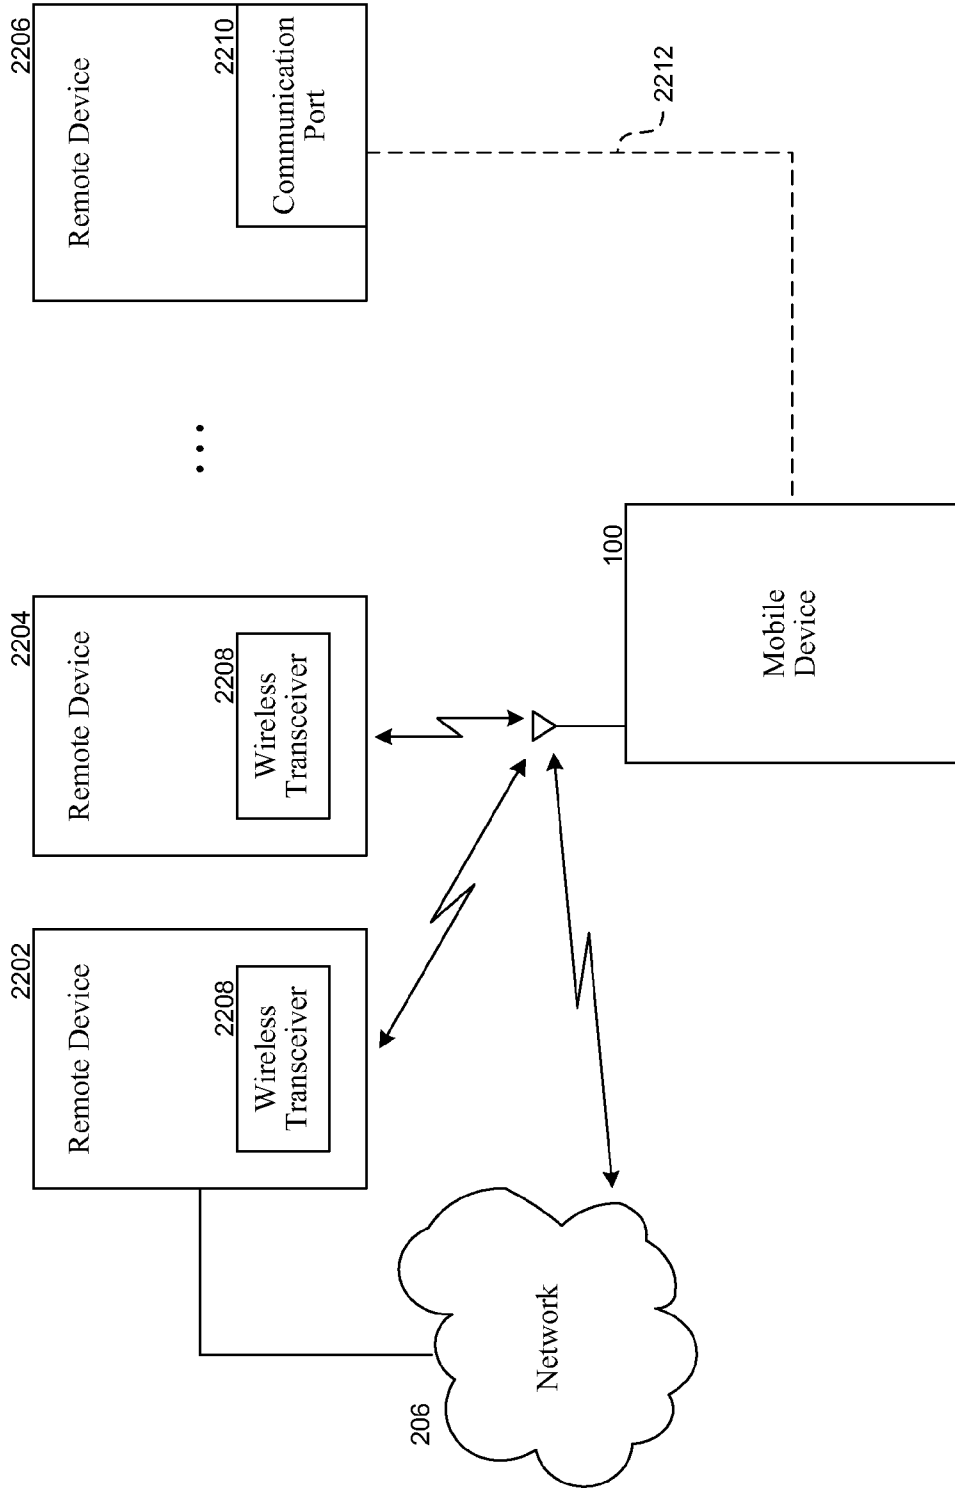 2202
Remote Device
2208
Wireless
Transceiver
2204
Remote Device
2208
Wireless
Transceiver
...
2206
Remote Device
2210
Communication
Port
206
Network
100
Mobile
Device
2212